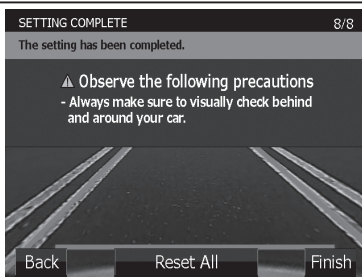 SETTING COMPLETE 8/8
The setting has been completed.
Observe the following precautions
- Always make sure to visually check behind
and around your car.
Back Reset All Finish